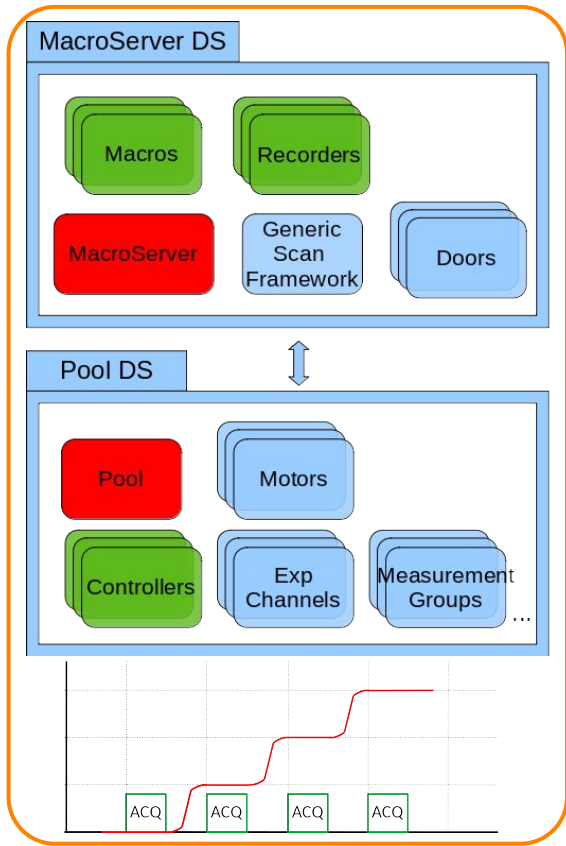 MacroServer DS
Macros
Recorders
MacroServer
Generic
Scan
Framework
Doors
Pool DS
Pool
Motors
Controllers
Exp
Channels
Measurement
Groups
...
ACQ
ACQ
ACQ
ACQ